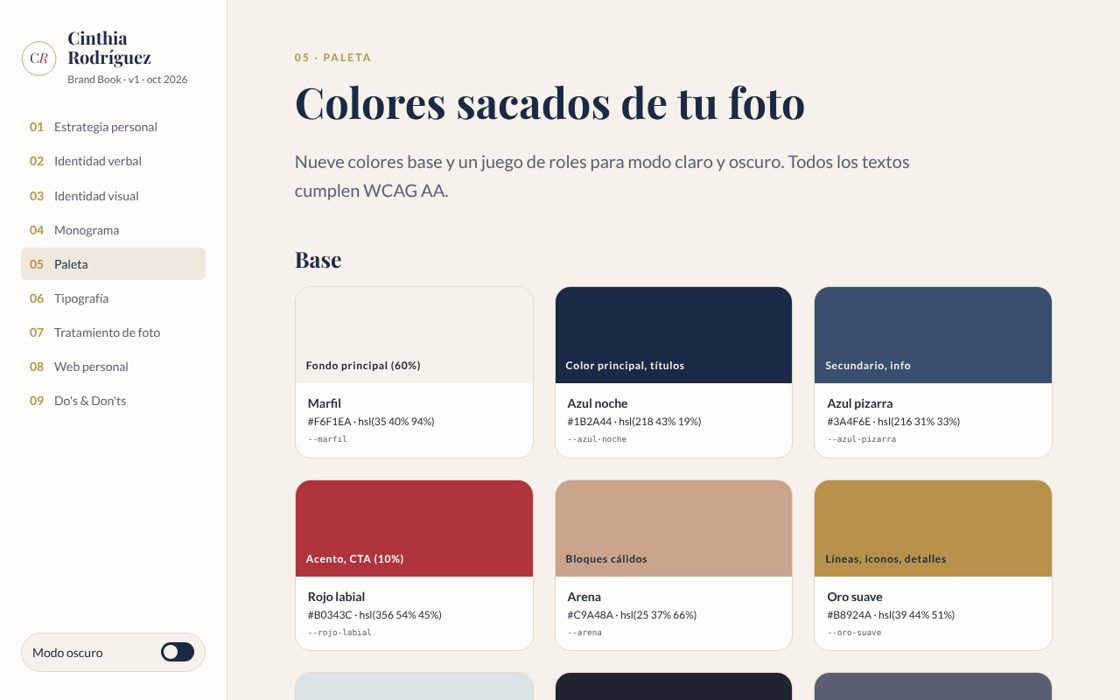 CR
Cinthia
Rodríguez
Brand Book · v1 · oct 2026
01 Estrategia personal
02 Identidad verbal
03 Identidad visual
04 Monograma
05 Paleta
06 Tipografía
07 Tratamiento de foto
08 Web personal
09 Do's & Don'ts
Modo oscuro
05 · PALETA
Colores sacados de tu foto
Nueve colores base y un juego de roles para modo claro y oscuro. Todos los textos
cumplen WCAG AA.
Base
Fondo principal (60%)
Marfil
#F6F1EA · hsl(35 40% 94%)
--marfil
Color principal, títulos
Azul noche
#1B2A44 · hsl(218 43% 19%)
--azul-noche
Secundario, info
Azul pizarra
#3A4F6E · hsl(216 31% 33%)
--azul-pizarra
Acento, CTA (10%)
Rojo labial
#B0343C · hsl(356 54% 45%)
--rojo-labial
Bloques cálidos
Arena
#C9A48A · hsl(25 37% 66%)
--arena
Líneas, iconos, detalles
Oro suave
#B8924A · hsl(39 44% 51%)
--oro-suave